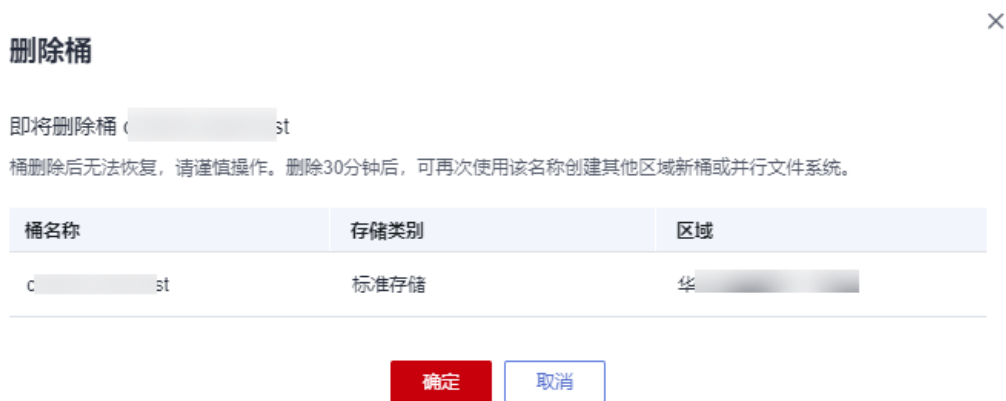 删除桶
即将删除桶 c st
桶删除后无法恢复，请谨慎操作。删除30分钟后，可再次使用该名称创建其他区域新桶或并行文件系统。
桶名称 存储类别 区域
c st 标准存储 华
确定 取消